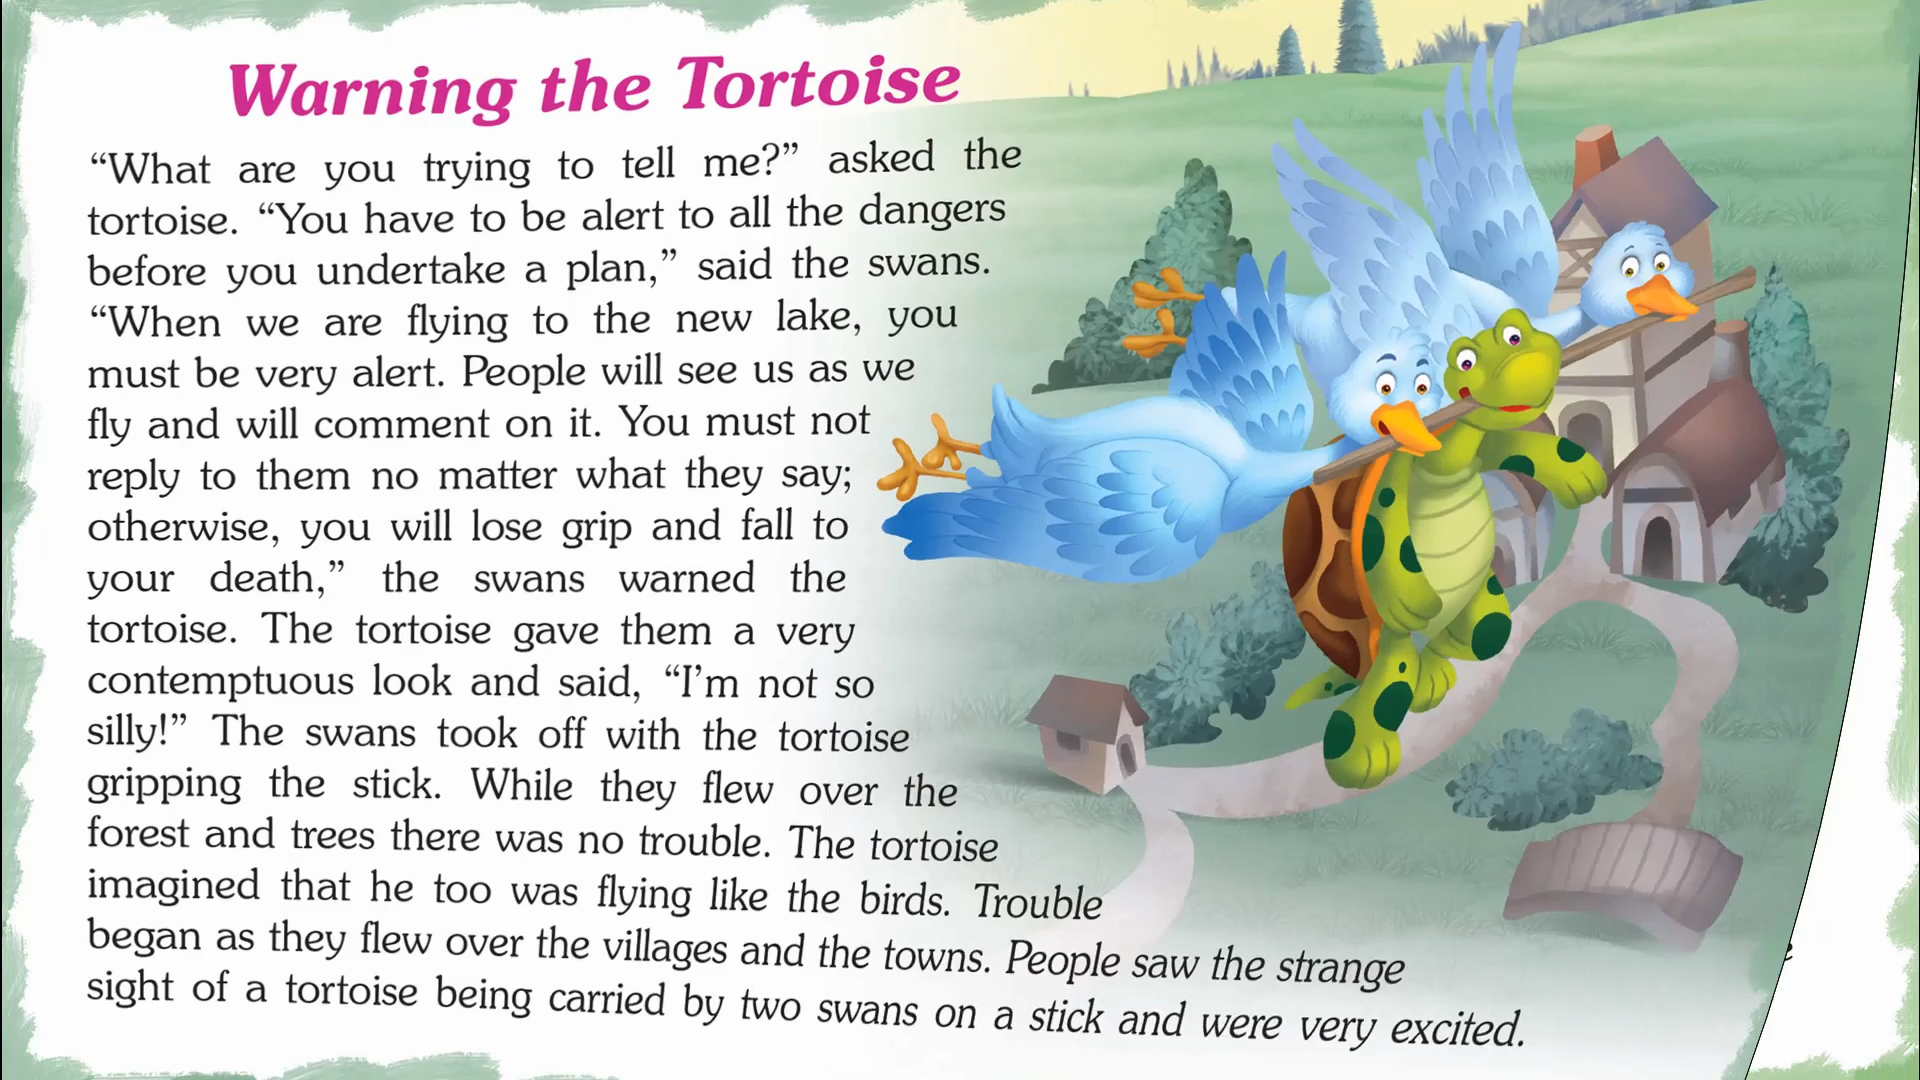 Warning the Tortoise
“What are you trying to tell me?” asked the
tortoise. “You have to be alert to all the dangers
before you undertake a plan,” said the swans.
“When we are flying to the new lake, you
must be very alert. People will see us as we
fly and will comment on it. You must not
reply to them no matter what they say;
otherwise, you will lose grip and fall to
your death,” the swans warned the
tortoise. The tortoise gave them a very
contemptuous look and said, “I’m not so
silly!” The swans took off with the tortoise
gripping the stick. While they flew over the
forest and trees there was no trouble. The tortoise
imagined that he too was flying like the birds. Trouble
began as they flew over the villages and the towns. People saw the strange
sight of a tortoise being carried by two swans on a stick and were very excited.